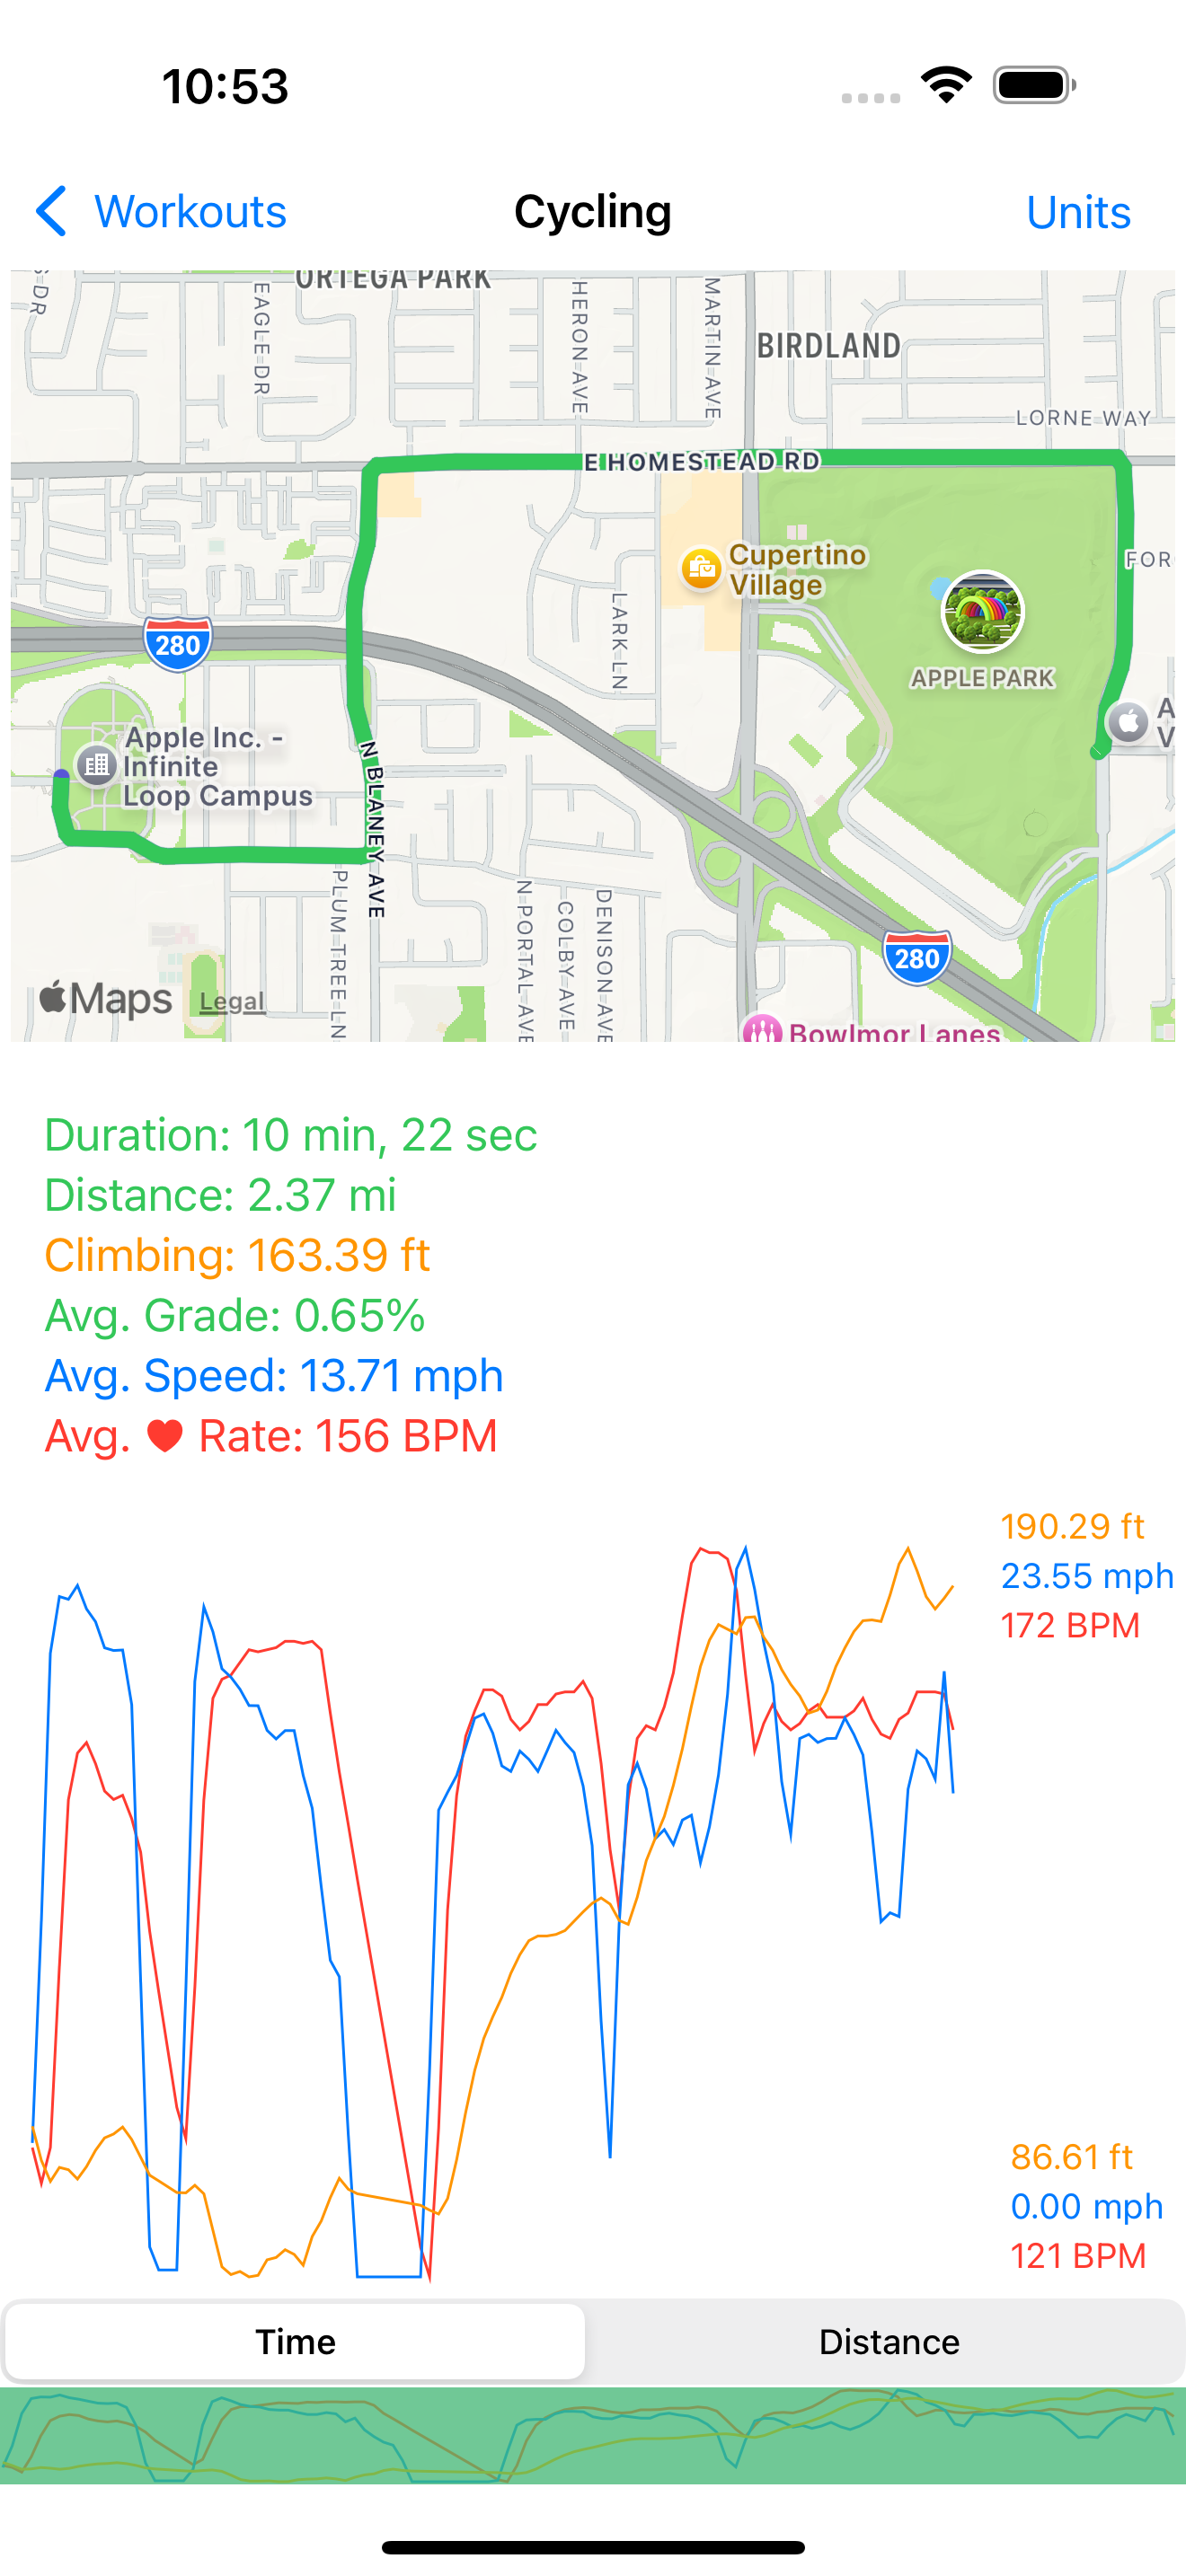 10:53
Workouts
Cycling
Units
ORTEGA PARK
DR
EAGLE DR
HERON AVE
MARTIN AVE
BIRDLAND
LORNE WAY
E HOMESTEAD RD
Cupertino
Village
FOR
LARK LN
280
APPLE PARK
A
V
Apple Inc. -
Infinite
Loop Campus
N BLANEY AVE
PLUM TREE LN
N PORTAL AVE
COLBY AVE
DENISON AVE
280
Maps
Legal
Bowlmor Lanes
Duration: 10 min, 22 sec
Distance: 2.37 mi
Climbing: 163.39 ft
Avg. Grade: 0.65%
Avg. Speed: 13.71 mph
Avg. ♥ Rate: 156 BPM
190.29 ft
23.55 mph
172 BPM
86.61 ft
0.00 mph
121 BPM
Time
Distance